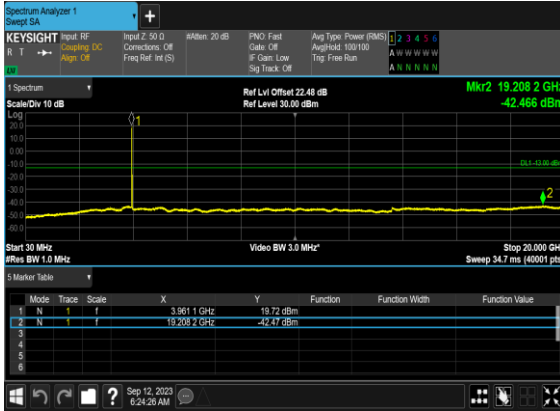 Spectrum Analyzer 1
Swept SA
+
KEYSIGHT
R T
Input: RF
Coupling: DC
Align: Off
Input Z: 50 Ω
Corrections: Off
Freq Ref: Int (S)
#Atten: 20 dB
PNO: Fast
Gate: Off
IF Gain: Low
Sig Track: Off
Avg Type: Power (RMS)
Avg|Hold: 100/100
Trig: Free Run
1 2 3 4 5 6
A W W W W W
A N N N N N
1 Spectrum
Scale/Div 10 dB
Ref Lvl Offset 22.48 dB
Ref Level 30.00 dBm
Mkr2 19.208 2 GHz
-42.466 dBm
Log
20.0
10.0
0.00
-10.0
-20.0
-30.0
-40.0
-50.0
-60.0
1
DL1 -13.00 dBm
2
Start 30 MHz
#Res BW 1.0 MHz
Video BW 3.0 MHz*
Stop 20.000 GH
Sweep 34.7 ms (40001 pts
5 Marker Table
Mode Trace Scale X Y Function Function Width Function Value
1 N 1 f 3.961 1 GHz 19.72 dBm
2 N 1 f 19.208 2 GHz -42.47 dBm
3
4
5
6
?
Sep 12, 2023
6:24:26 AM